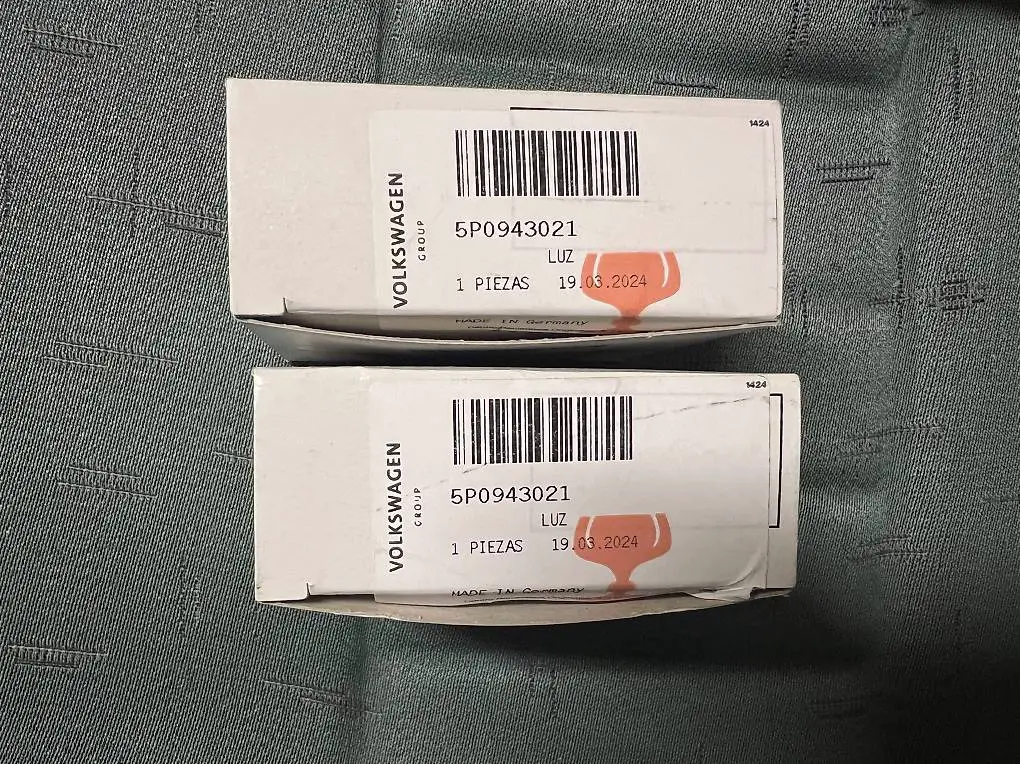 1424
VOLKSWAGEN
GROUP
5P0943021
LUZ
1 PIEZAS 19.03.2024
MADE IN Germany
1424
VOLKSWAGEN
GROUP
5P0943021
LUZ
1 PIEZAS 19.03.2024
MADE IN Germany